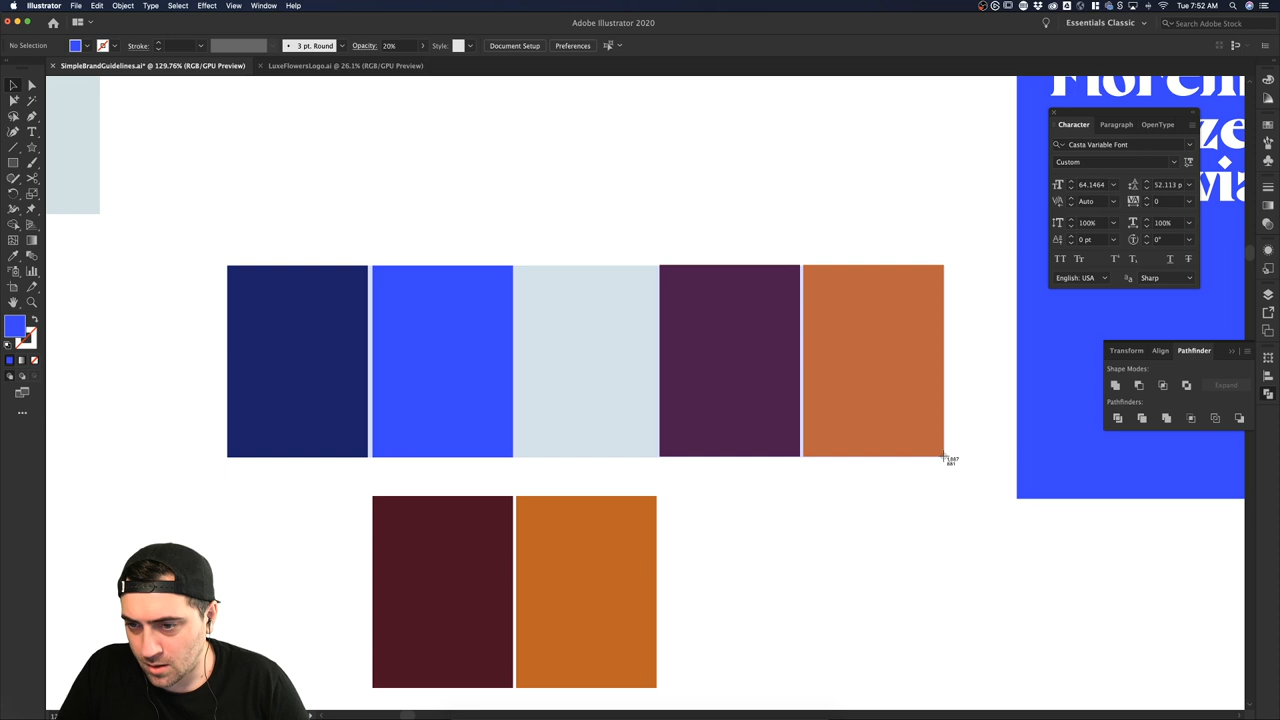 Illustrator File Edit Object Type Select Effect View Window Help Tue 7:52 AM
Adobe Illustrator 2020 Essentials Classic Search Adobe Stock
No Selection Stroke: 3 pt. Round Opacity: 20% Style: Document Setup Preferences
× SimpleBrandGuidelines.ai* @ 129.76% (RGB/GPU Preview) × LuxeFlowersLogo.ai @ 26.1% (RGB/GPU Preview)
Character Paragraph OpenType
Casta Variable Font
Custom
64.1464 52.113 p
Auto 0
100% 100%
0 pt 0°
English: USA Sharp
Transform Align Pathfinder
Shape Modes:
Expand
Pathfinders:
1,087
881